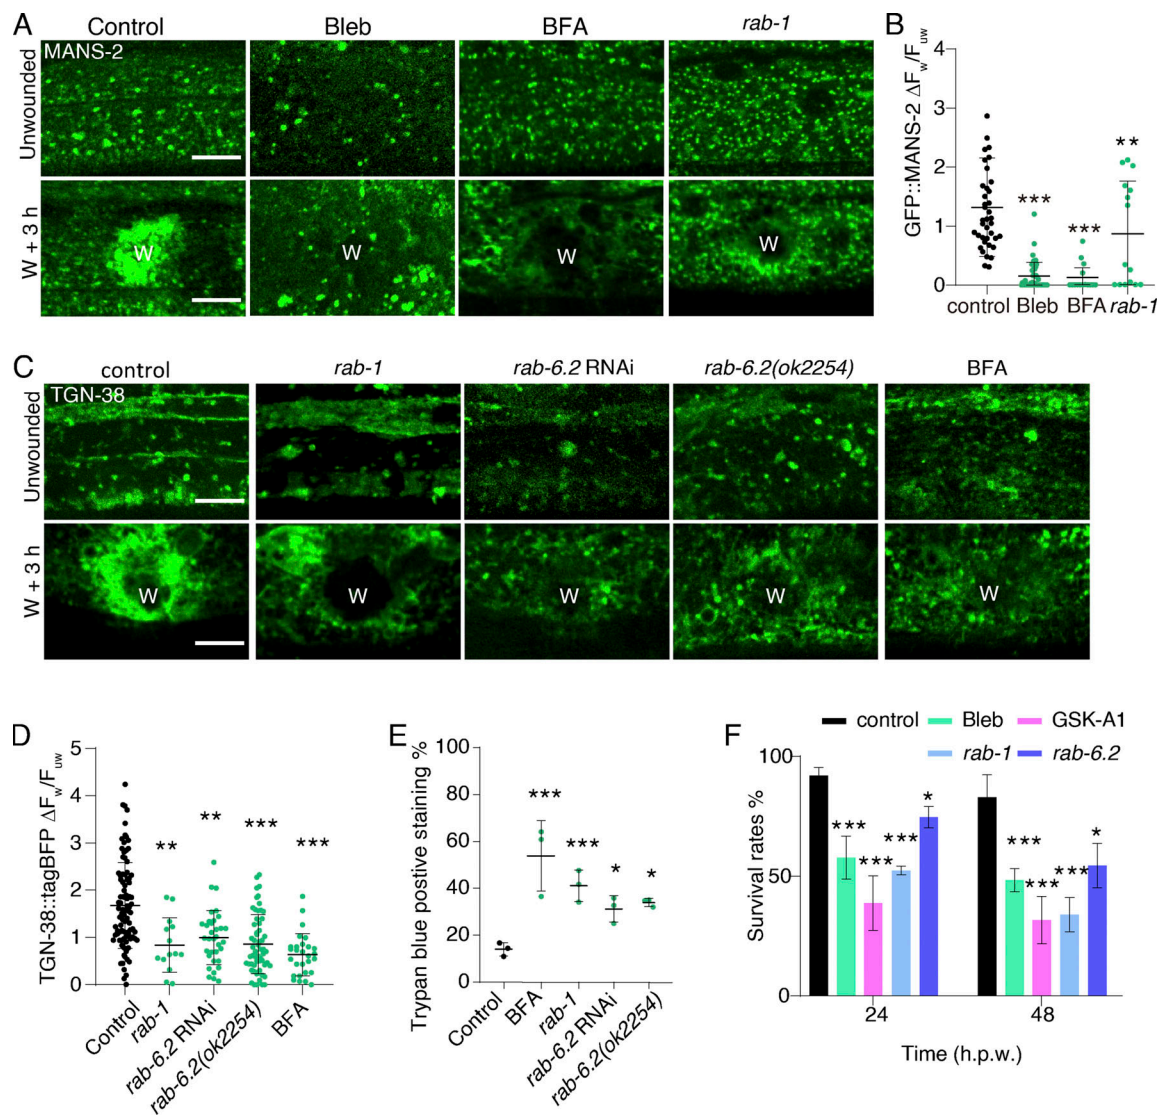 A
Control
Bleb
BFA
rab-1
MANS-2
Unwounded
W + 3 h
W
W
W
W
B
GFP::MANS-2 ΔFw/Fuw
4
3
2
1
0
***
***
**
control
Bleb
BFA
rab-1
C
control
rab-1
rab-6.2 RNAi
rab-6.2(ok2254)
BFA
TGN-38
Unwounded
W + 3 h
W
W
W
W
W
D
TGN-38::tagBFP ΔFw/Fuw
5
4
3
2
1
0
**
**
***
***
Control
rab-1
rab-6.2 RNAi
rab-6.2(ok2254)
BFA
E
Trypan blue postive staining %
100
80
60
40
20
0
***
***
*
*
Control
BFA
rab-1
rab-6.2 RNAi
rab-6.2(ok2254)
F
control
Bleb
GSK-A1
rab-1
rab-6.2
Survival rates %
100
50
0
***
***
***
*
***
***
***
*
24
48
Time (h.p.w.)